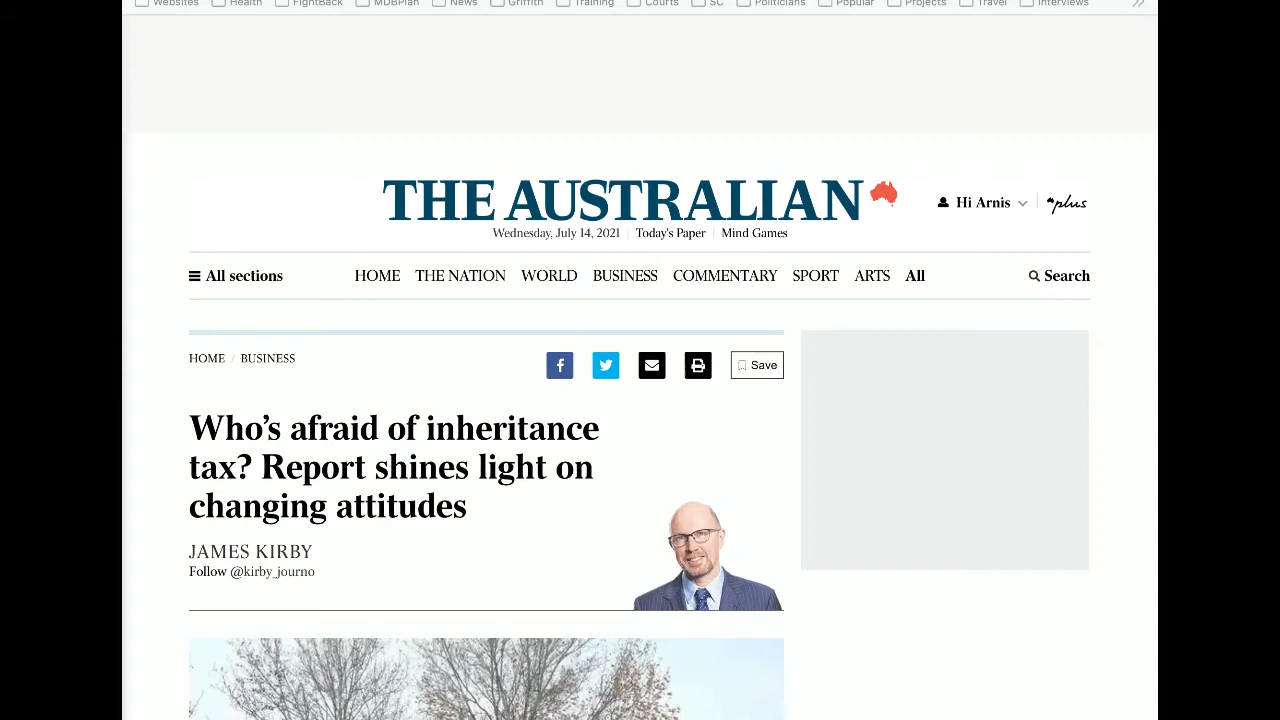 Websites Health FightBack MDBPlan News Griffith Training Courts SC Politicians Popular Projects Travel Interviews
THE AUSTRALIAN
Hi Arnis plus
Wednesday, July 14, 2021 Today's Paper Mind Games
All sections HOME THE NATION WORLD BUSINESS COMMENTARY SPORT ARTS All Search
HOME / BUSINESS Save
Who's afraid of inheritance
tax? Report shines light on
changing attitudes
JAMES KIRBY
Follow @kirby_journo